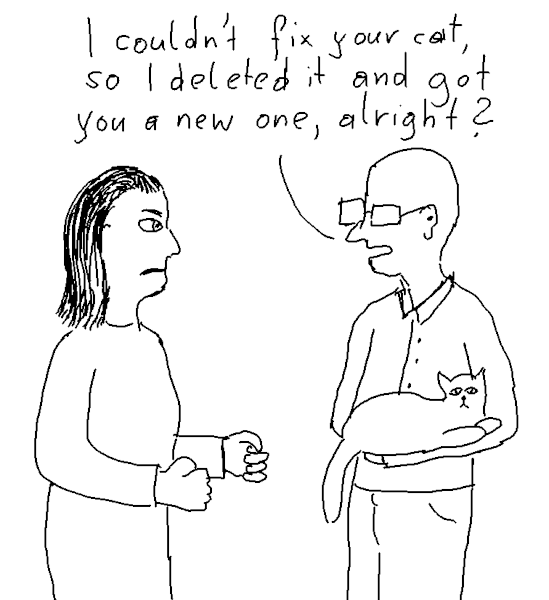 I couldn't fix your cat,
so I deleted it and got
you a new one, alright?